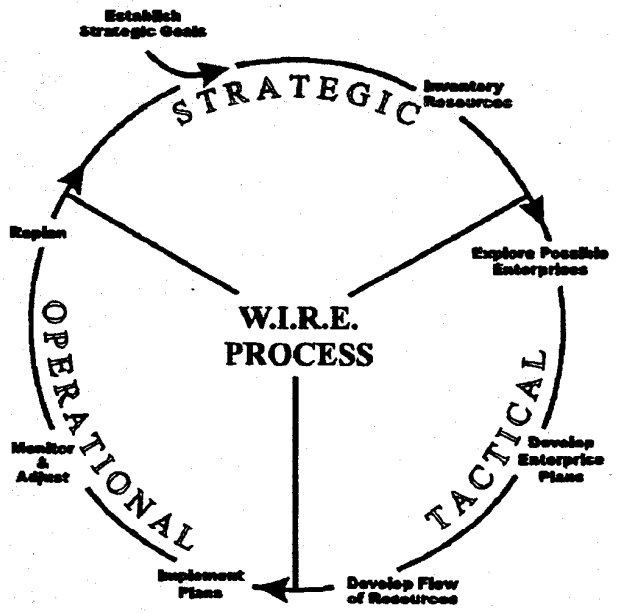 Establish
Strategic Goals
STRATEGIC
Inventory
Resources
Explore Possible
Enterprises
TACTICAL
Develop
Enterprise
Plans
Develop Flow
of Resources
Implement
Plans
OPERATIONAL
Monitor
&
Adjust
Replan
W.I.R.E.
PROCESS